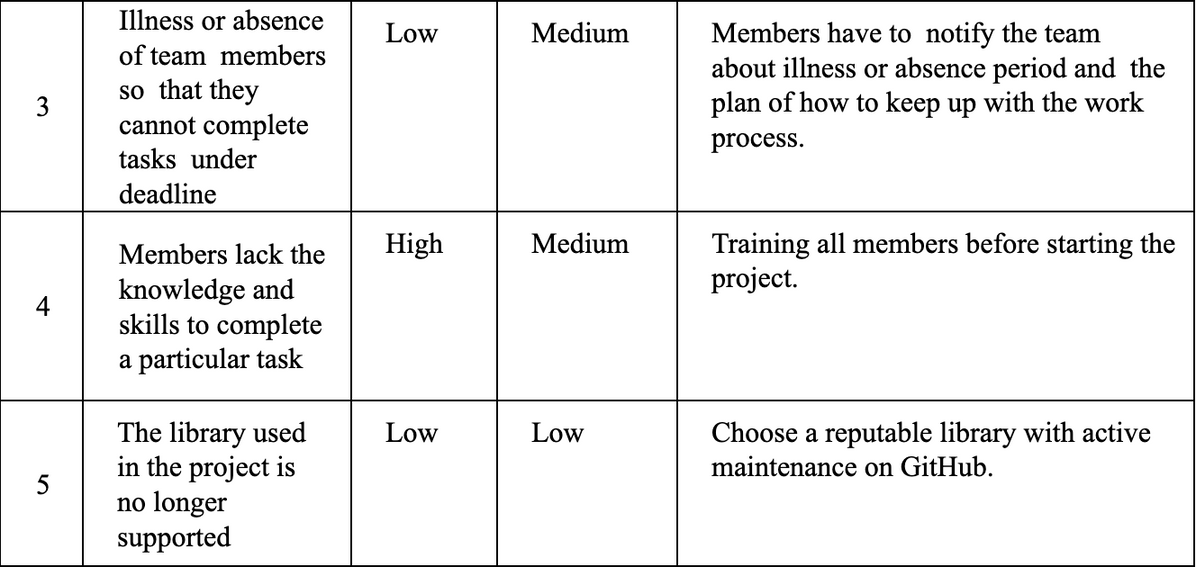 3
Illness or absence
of team members
so that they
cannot complete
tasks under
deadline
Low
Medium
Members have to notify the team
about illness or absence period and the
plan of how to keep up with the work
process.
4
Members lack the
knowledge and
skills to complete
a particular task
High
Medium
Training all members before starting the
project.
5
The library used
in the project is
no longer
supported
Low
Low
Choose a reputable library with active
maintenance on GitHub.